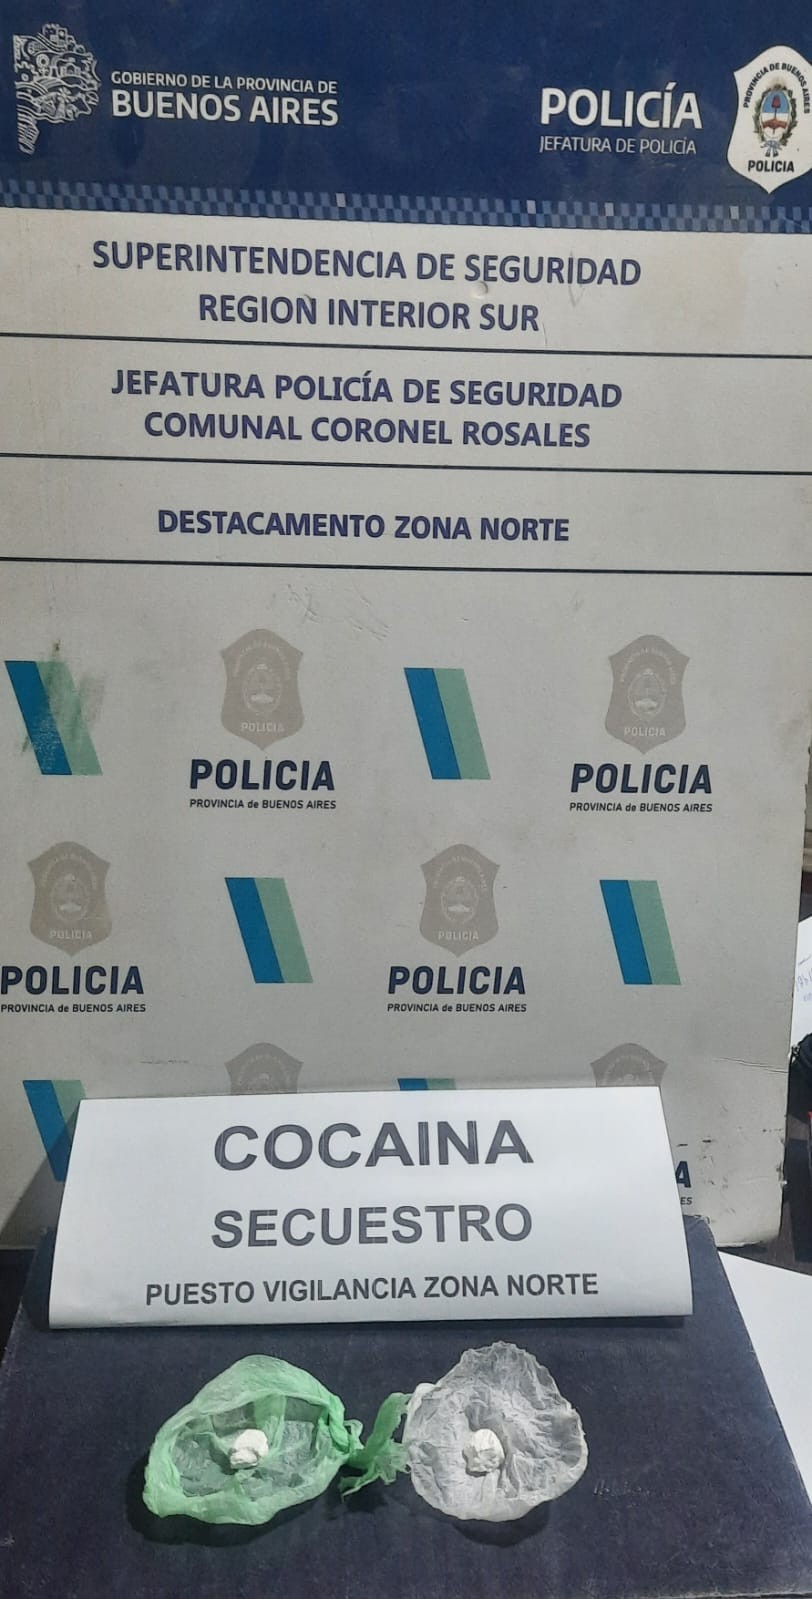 GOBIERNO DE LA PROVINCIA DE
BUENOS AIRES
POLICÍA
JEFATURA DE POLICÍA
PROVINCIA DE BUENOS AIRES
POLICIA
SUPERINTENDENCIA DE SEGURIDAD
REGION INTERIOR SUR
JEFATURA POLICÍA DE SEGURIDAD
COMUNAL CORONEL ROSALES
DESTACAMENTO ZONA NORTE
POLICIA
POLICIA
POLICIA
PROVINCIA de BUENOS AIRES
POLICIA
PROVINCIA de BUENOS AIRES
POLICIA
POLICIA
POLICIA
PROVINCIA de BUENOS AIRES
POLICIA
PROVINCIA de BUENOS AIRES
A
ES
COCAINA
SECUESTRO
PUESTO VIGILANCIA ZONA NORTE